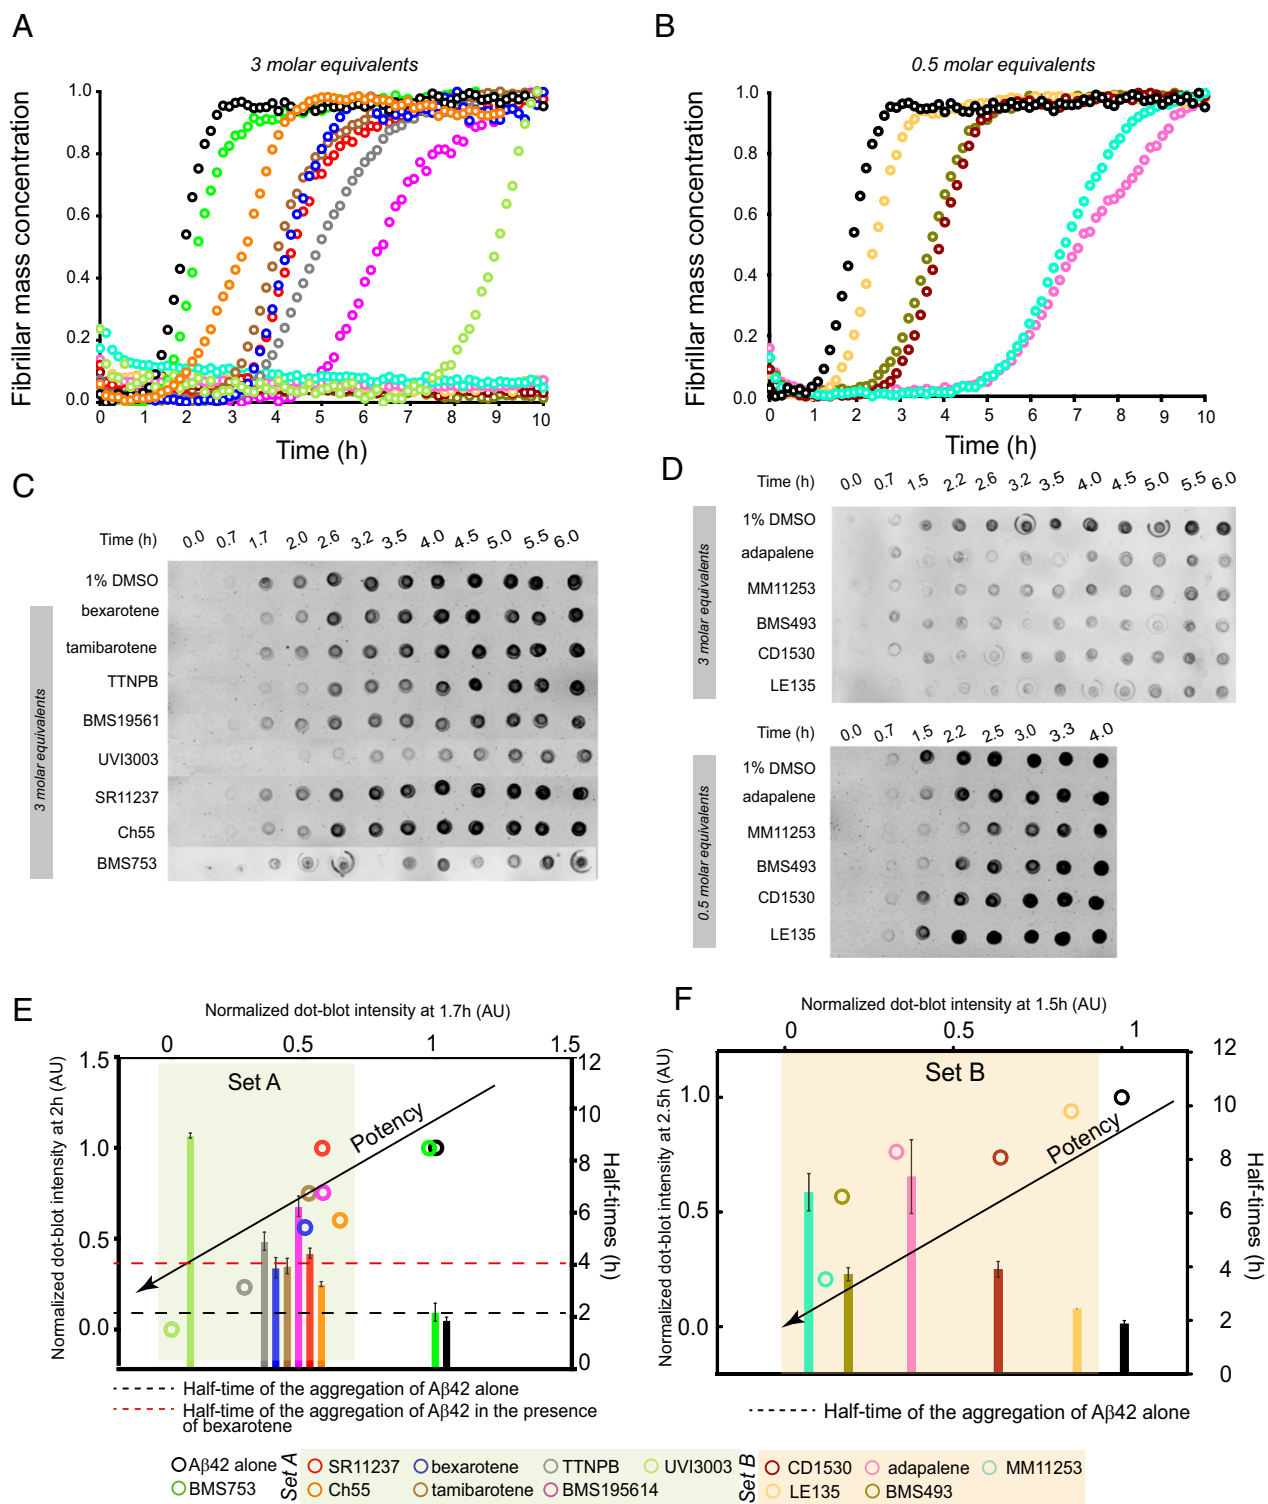 A
B
3 molar equivalents
0.5 molar equivalents
Fibrillar mass concentration
1.0
0.8
0.6
0.4
0.2
0.0
0 1 2 3 4 5 6 7 8 9 10
Time (h)
Fibrillar mass concentration
1.0
0.8
0.6
0.4
0.2
0.0
0 1 2 3 4 5 6 7 8 9 10
Time (h)
C
Time (h) 0.0 0.7 1.7 2.0 2.6 3.2 3.5 4.0 4.5 5.0 5.5 6.0
3 molar equivalents
1% DMSO
bexarotene
tamibarotene
TTNPB
BMS19561
UVI3003
SR11237
Ch55
BMS753
D
Time (h) 0.0 0.7 1.5 2.2 2.6 3.2 3.5 4.0 4.5 5.0 5.5 6.0
3 molar equivalents
1% DMSO
adapalene
MM11253
BMS493
CD1530
LE135
Time (h) 0.0 0.7 1.5 2.2 2.5 3.0 3.3 4.0
0.5 molar equivalents
1% DMSO
adapalene
MM11253
BMS493
CD1530
LE135
E
Normalized dot-blot intensity at 1.7h (AU)
0 0.5 1 1.5
Normalized dot-blot intensity at 2h (AU)
1.5
1.0
0.5
0.0
Set A
Potency
12
10
8
6
4
2
0
Half-times (h)
Half-time of the aggregation of Aβ42 alone
Half-time of the aggregation of Aβ42 in the presence
of bexarotene
F
Normalized dot-blot intensity at 1.5h (AU)
0 0.5 1
Normalized dot-blot intensity at 2.5h (AU)
1.0
0.5
0.0
Set B
Potency
12
10
8
6
4
2
0
Half-times (h)
Half-time of the aggregation of Aβ42 alone
Aβ42 alone
BMS753
Set A
SR11237 bexarotene TTNPB UVI3003
Ch55 tamibarotene BMS195614
Set B
CD1530 adapalene MM11253
LE135 BMS493